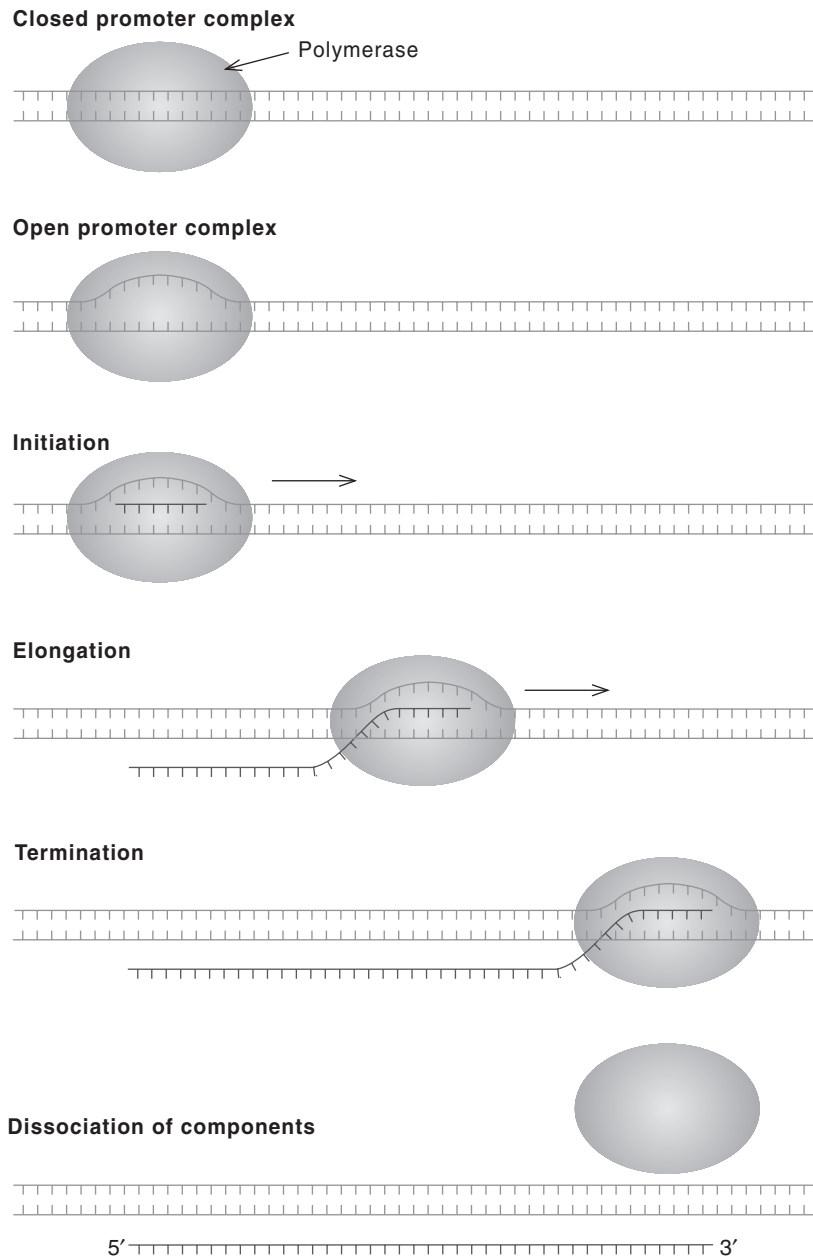 Closed promoter complex
Polymerase
Open promoter complex
Initiation
Elongation
Termination
Dissociation of components
5′ 3′